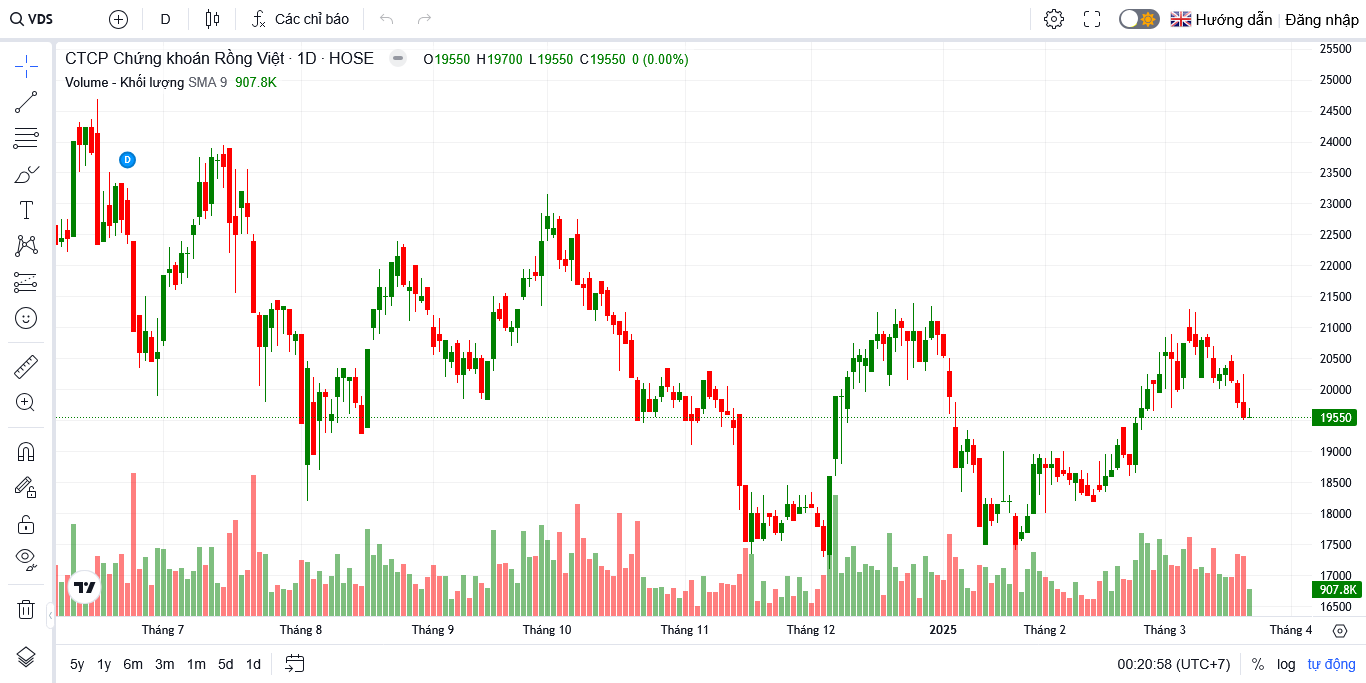 VDS D Các chỉ báo Hướng dẫn Đăng nhập
CTCP Chứng khoán Rồng Việt · 1D · HOSE O19550 H19700 L19550 C19550 0 (0.00%)
Volume - Khối lượng SMA 9 907.8K
D
25500
25000
24500
24000
23500
23000
22500
22000
21500
21000
20500
20000
19550
19000
18500
18000
17500
17000
907.8K
16500
Tháng 7 Tháng 8 Tháng 9 Tháng 10 Tháng 11 Tháng 12 2025 Tháng 2 Tháng 3 Tháng 4
5y 1y 6m 3m 1m 5d 1d 00:20:58 (UTC+7) % log tự động